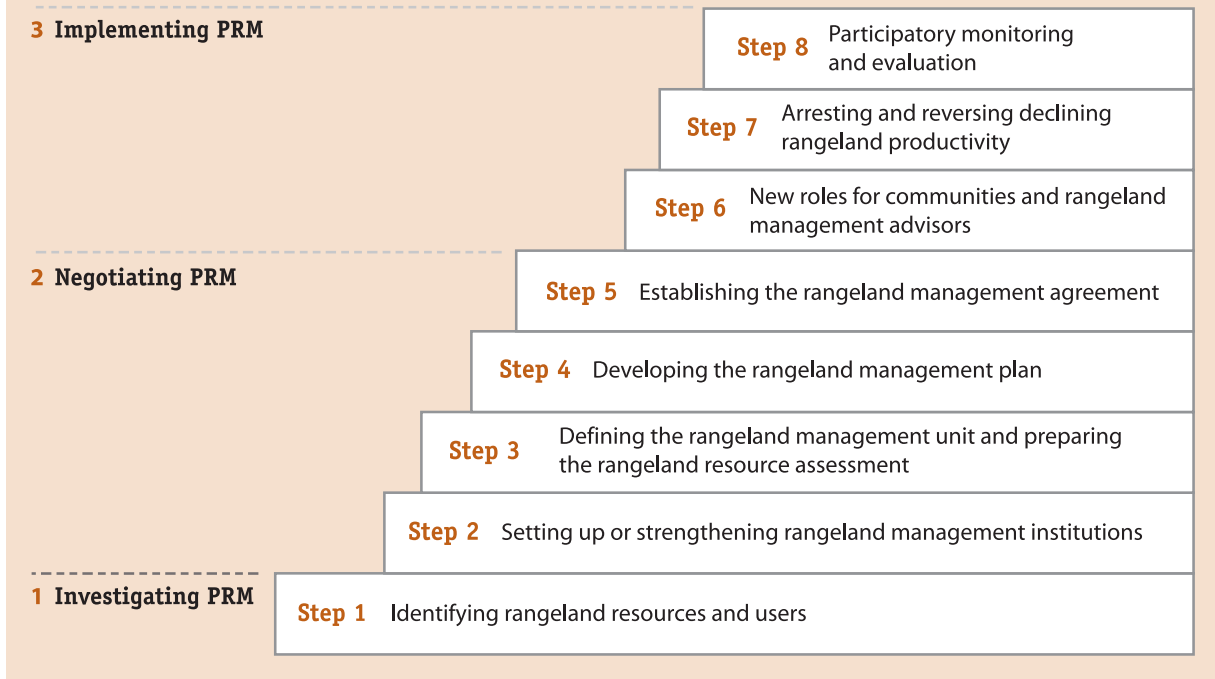 3 Implementing PRM
Step 8 Participatory monitoring
and evaluation
Step 7 Arresting and reversing declining
rangeland productivity
Step 6 New roles for communities and rangeland
management advisors
2 Negotiating PRM
Step 5 Establishing the rangeland management agreement
Step 4 Developing the rangeland management plan
Step 3 Defining the rangeland management unit and preparing
the rangeland resource assessment
Step 2 Setting up or strengthening rangeland management institutions
1 Investigating PRM
Step 1 Identifying rangeland resources and users